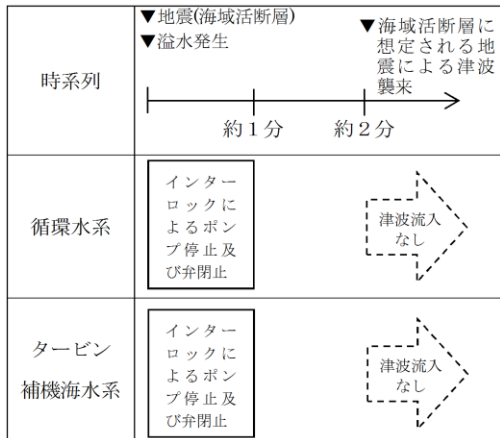 時系列
▼地震(海域活断層)
▼溢水発生
▼海域活断層に
想定される地
震による津波
襲来
約1分
約2分
循環水系
インター
ロックに
よるポン
プ停止及
び弁閉止
津波流入
なし
タービン
補機海水系
インター
ロックに
よるポン
プ停止及
び弁閉止
津波流入
なし